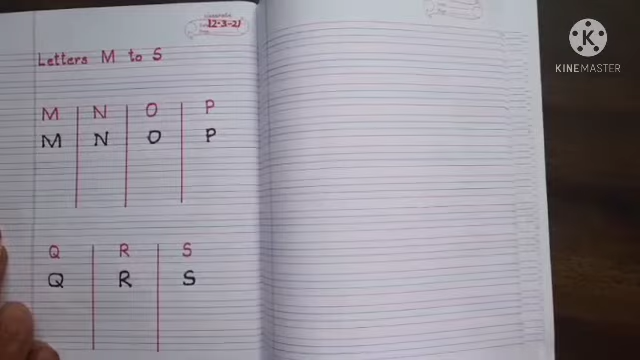 12-3-21
Letters M to S
M N O P
M N O P
Q R S
Q R S
K
KINEMASTER